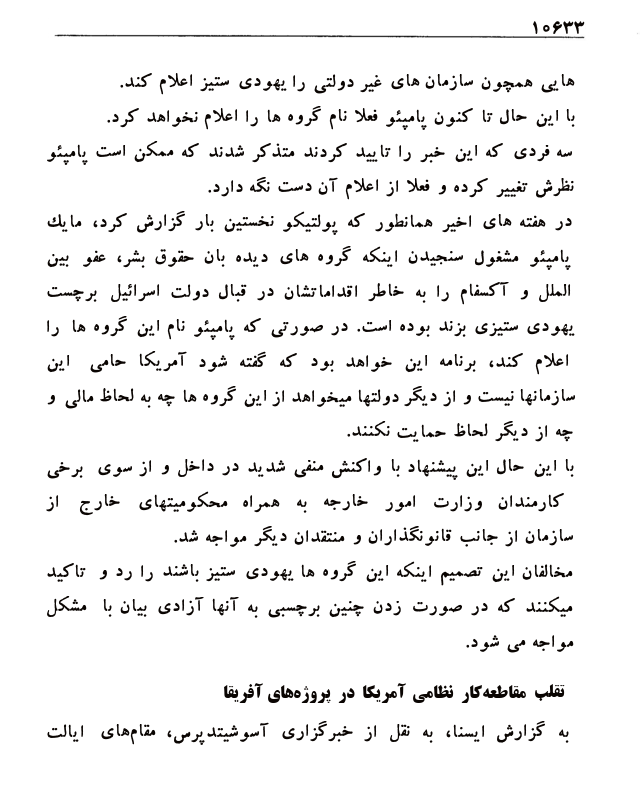 ۱۰۶۳۳
هایی همچون سازمان های غیر دولتی را یهودی ستیز اعلام کند.
با این حال تا کنون پامپئو فعلا نام گروه ها را اعلام نخواهد کرد.
سه فردی که این خبر را تایید کردند متذکر شدند که ممکن است پامپئو
نظرش تغییر کرده و فعلا از اعلام آن دست نگه دارد.
در هفته های اخیر همانطور که پولتیکو نخستین بار گزارش کرد، مایك
پامپئو مشغول سنجیدن اینکه گروه های دیده بان حقوق بشر، عفو بین
الملل و آکسفام را به خاطر اقداماتشان در قبال دولت اسرائیل برچست
یهودی ستیزی بزند بوده است. در صورتی که پامپئو نام این گروه ها را
اعلام کند، برنامه این خواهد بود که گفته شود آمریکا حامی این
سازمانها نیست و از دیگر دولتها میخواهد از این گروه ها چه به لحاظ مالی و
چه از دیگر لحاظ حمایت نکنند.
با این حال این پیشنهاد با واکنش منفی شدید در داخل و از سوی برخی
کارمندان وزارت امور خارجه به همراه محکومیتهای خارج از
سازمان از جانب قانونگذاران و منتقدان دیگر مواجه شد.
مخالفان این تصمیم اینکه این گروه ها یهودی ستیز باشند را رد و تاکید
میکنند که در صورت زدن چنین برچسبی به آنها آزادی بیان با مشکل
مواجه می شود.
تقلب مقاطعه‌کار نظامی آمریکا در پروژه‌های آفریقا
به گزارش ایسنا، به نقل از خبرگزاری آسوشیتدپرس، مقام‌های ایالت